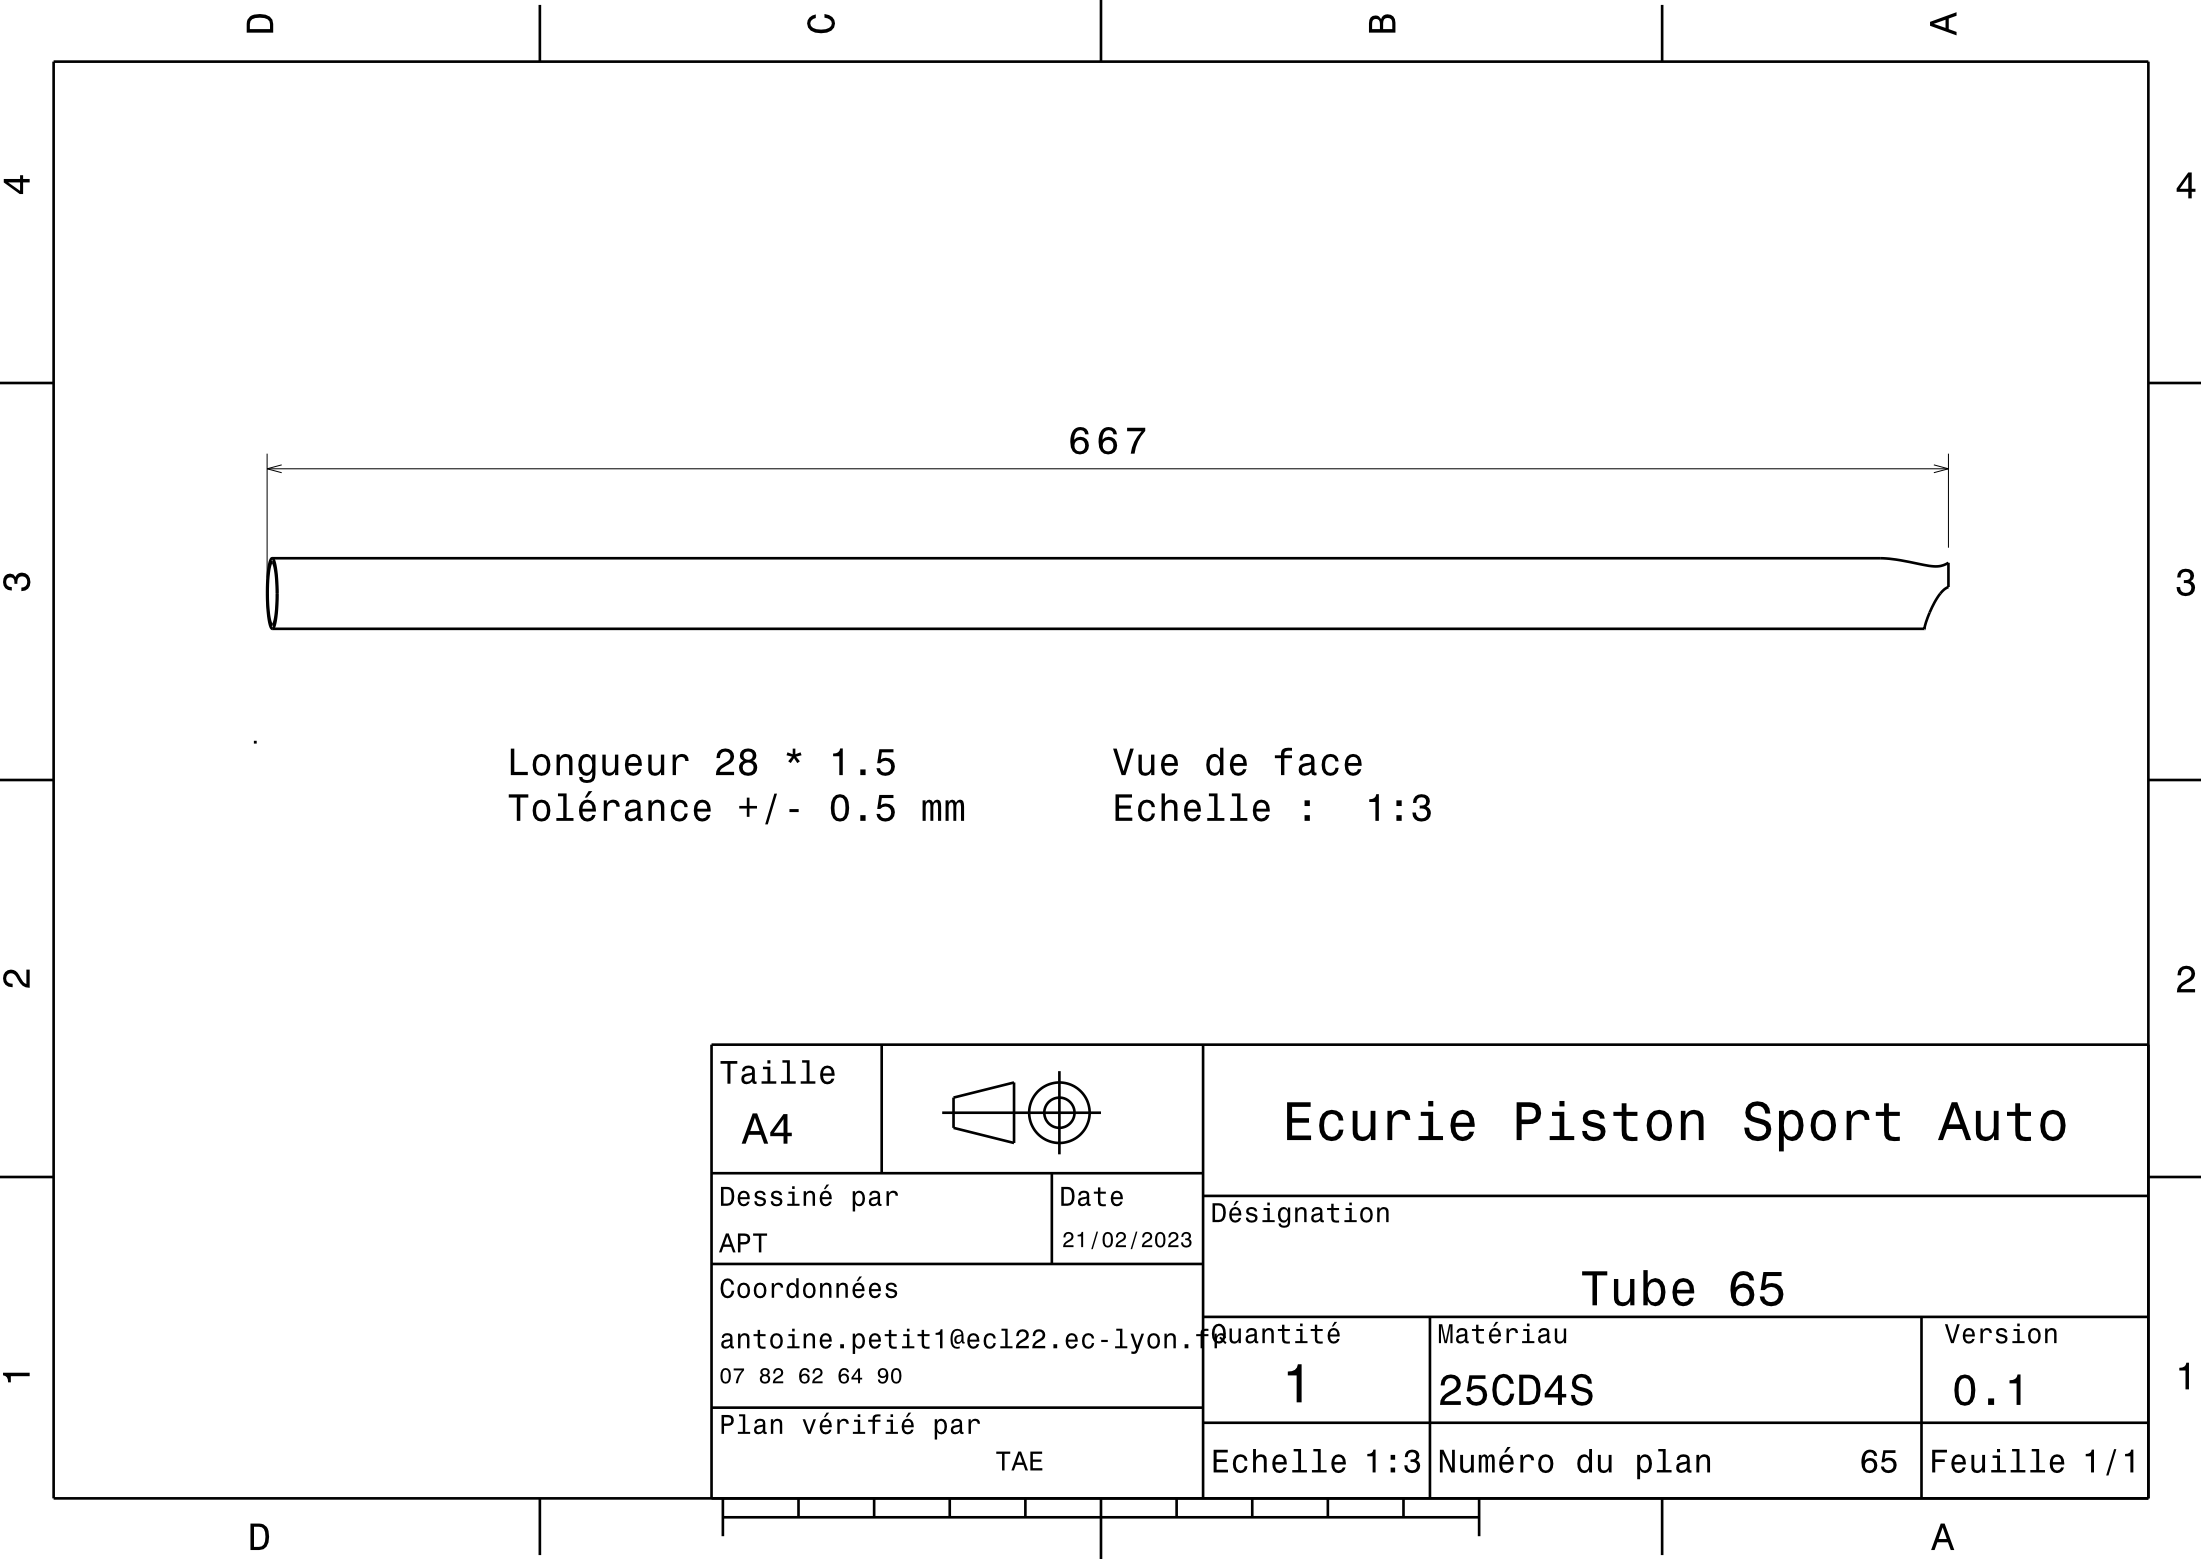 D C B A
4 4
667
3 3
Longueur 28 * 1.5
Tolérance +/- 0.5 mm
Vue de face
Echelle : 1:3
2 2
Taille
A4
Ecurie Piston Sport Auto
Dessiné par
APT
Date
21/02/2023
Désignation
Tube 65
Coordonnées
antoine.petit1@ecl22.ec-lyon.fr
07 82 62 64 90
Quantité
1
Matériau
25CD4S
Version
0.1
1 1
Plan vérifié par
TAE
Echelle 1:3
Numéro du plan 65
Feuille 1/1
D A